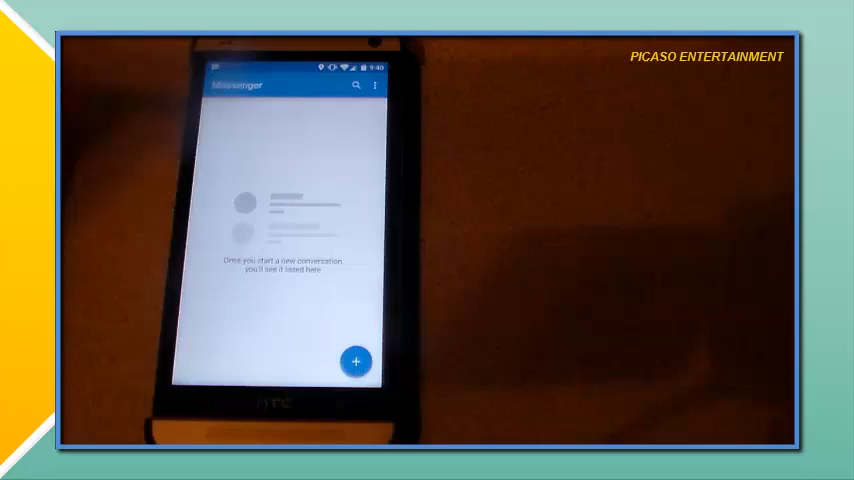 PICASO ENTERTAINMENT
9:40
Messenger
Once you start a new conversation,
you'll see it listed here
+
hTC